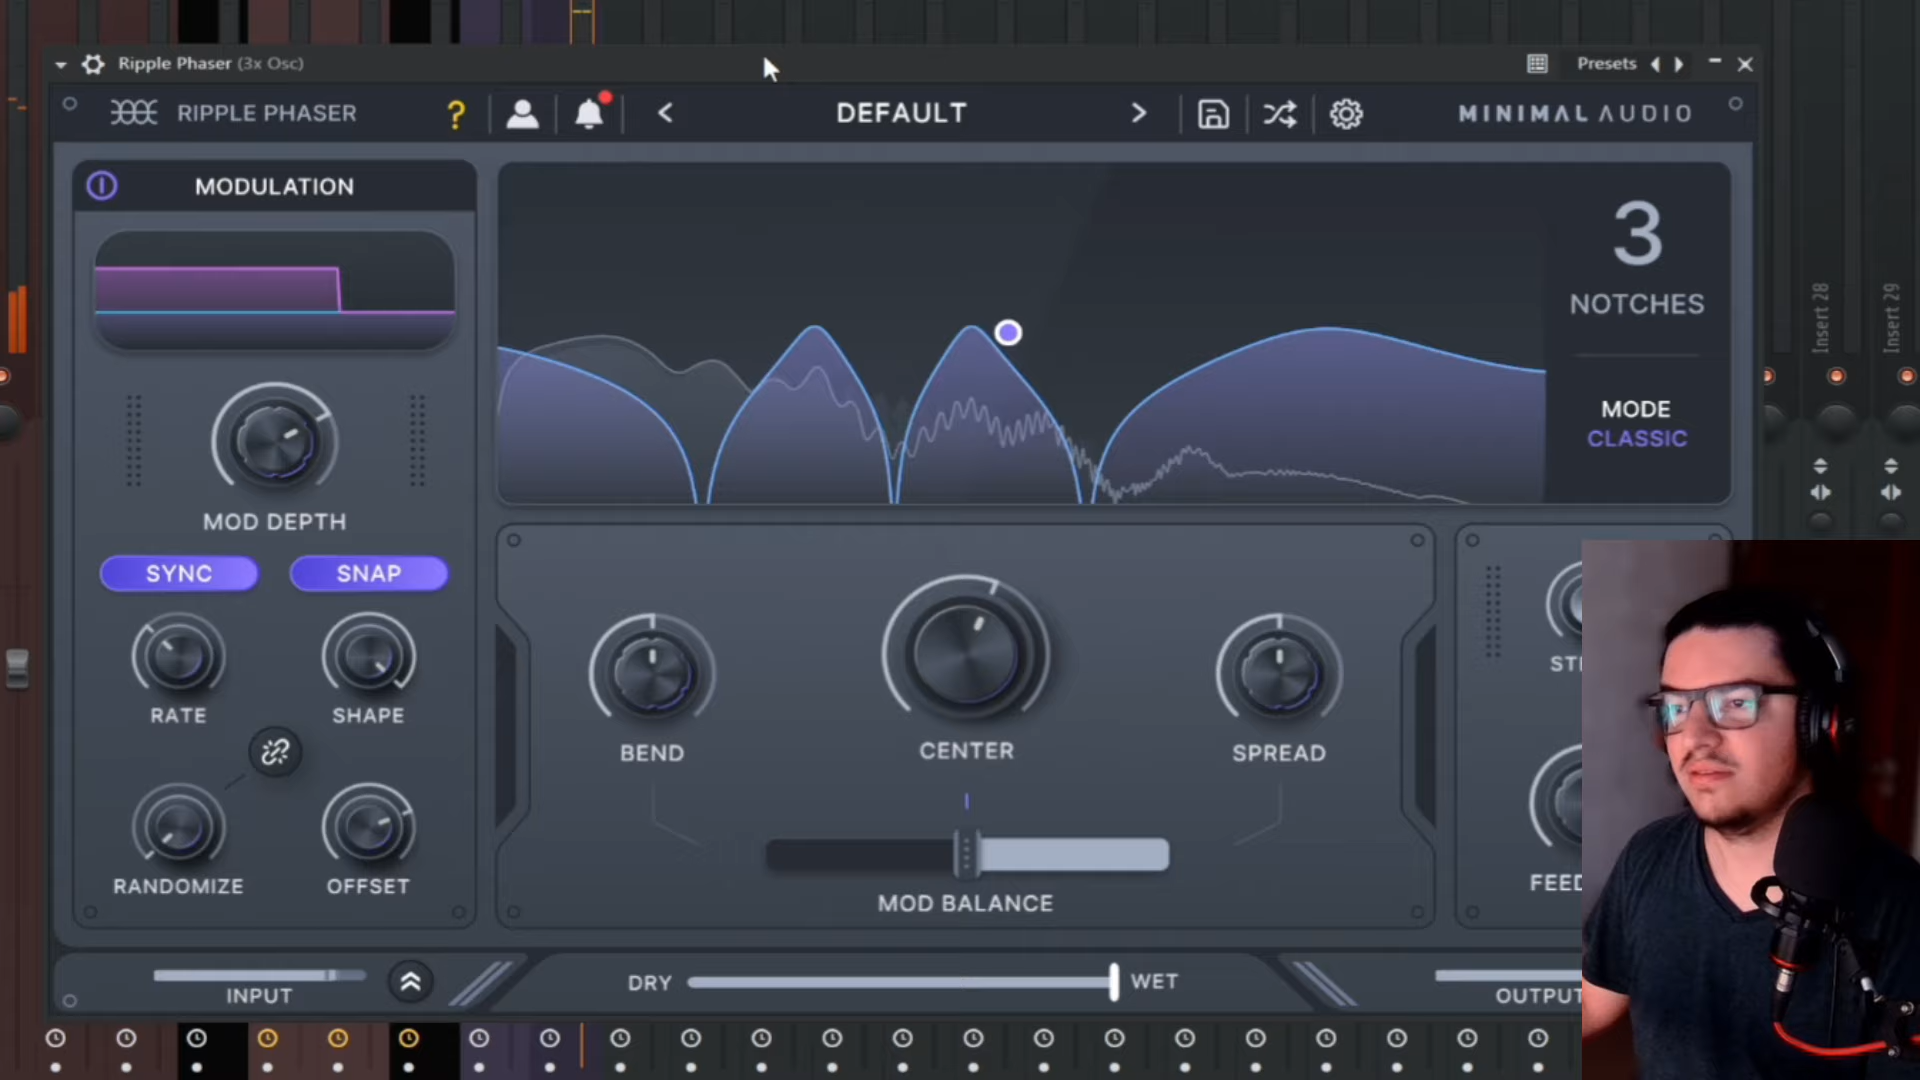 Ripple Phaser (3x Osc)
Presets
RIPPLE PHASER
?
DEFAULT
MINIMAL AUDIO
MODULATION
3
NOTCHES
MODE
CLASSIC
MOD DEPTH
SYNC
SNAP
RATE
SHAPE
RANDOMIZE
OFFSET
BEND
CENTER
SPREAD
MOD BALANCE
INPUT
DRY
WET
OUTPUT
Insert 28
Insert 29